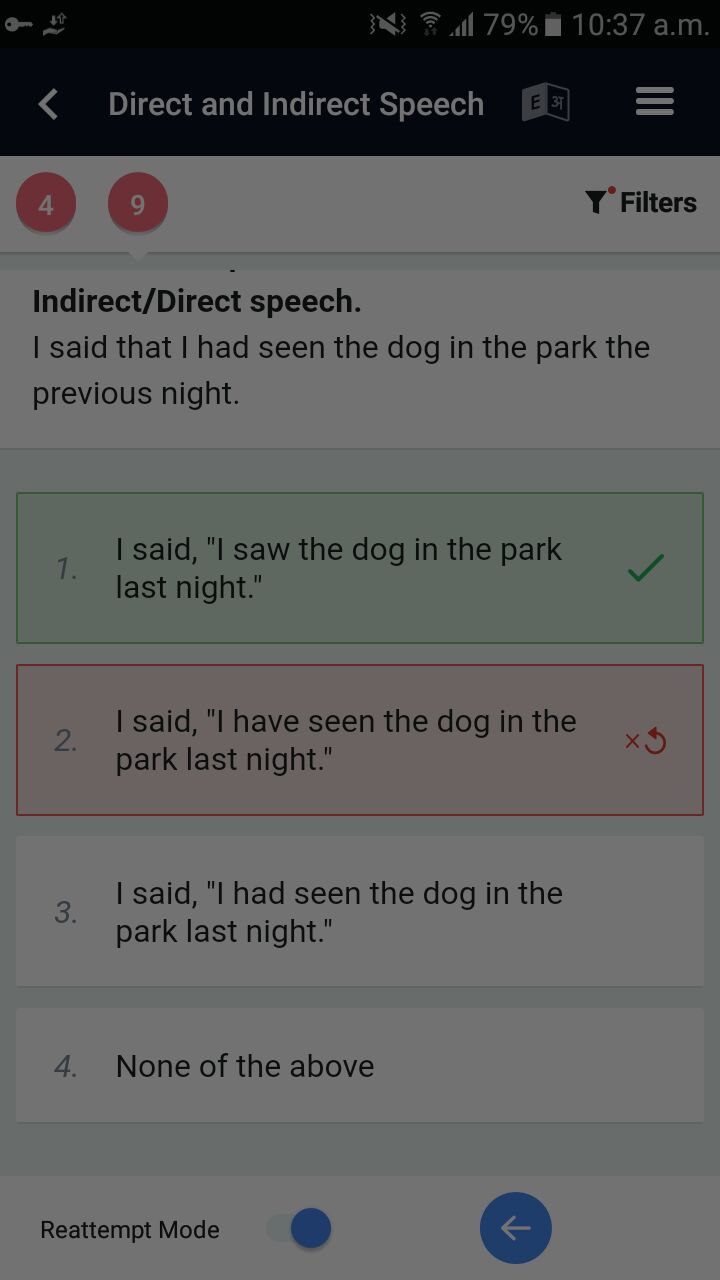 79% 10:37 a.m.
Direct and Indirect Speech E अ
4 9 Filters
Indirect/Direct speech.
I said that I had seen the dog in the park the
previous night.
1. I said, "I saw the dog in the park
last night."
2. I said, "I have seen the dog in the
park last night."
3. I said, "I had seen the dog in the
park last night."
4. None of the above
Reattempt Mode